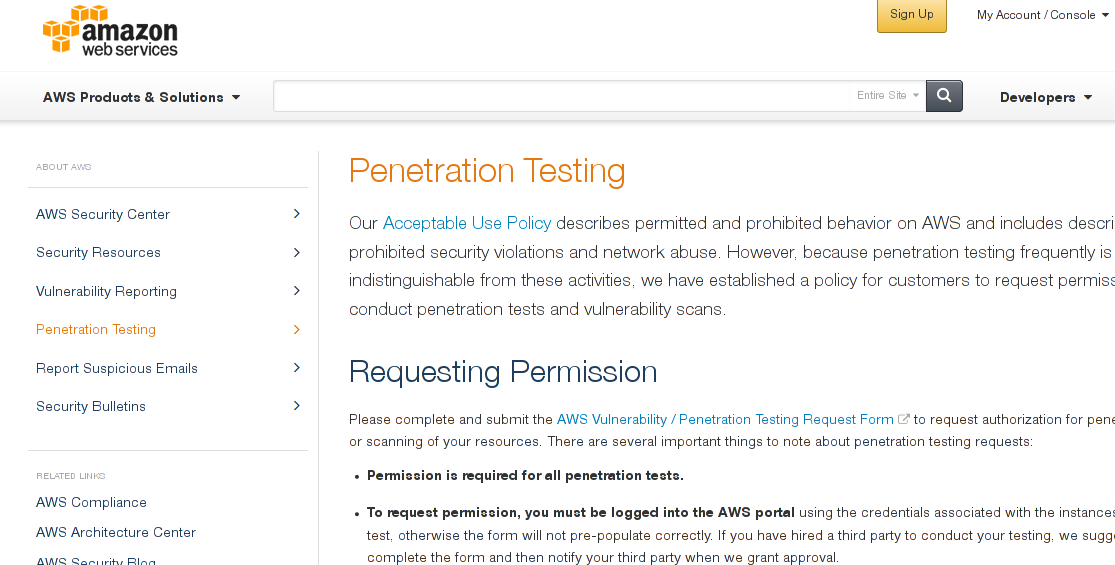 amazon
web services
Sign Up
My Account / Console
AWS Products & Solutions
Entire Site
Developers
ABOUT AWS
AWS Security Center
Security Resources
Vulnerability Reporting
Penetration Testing
Report Suspicious Emails
Security Bulletins
RELATED LINKS
AWS Compliance
AWS Architecture Center
AWS Security Blog
Penetration Testing
Our Acceptable Use Policy describes permitted and prohibited behavior on AWS and includes descri
prohibited security violations and network abuse. However, because penetration testing frequently is
indistinguishable from these activities, we have established a policy for customers to request permiss
conduct penetration tests and vulnerability scans.
Requesting Permission
Please complete and submit the AWS Vulnerability / Penetration Testing Request Form to request authorization for pene
or scanning of your resources. There are several important things to note about penetration testing requests:
• Permission is required for all penetration tests.
• To request permission, you must be logged into the AWS portal using the credentials associated with the instances
test, otherwise the form will not pre-populate correctly. If you have hired a third party to conduct your testing, we sugg
complete the form and then notify your third party when we grant approval.